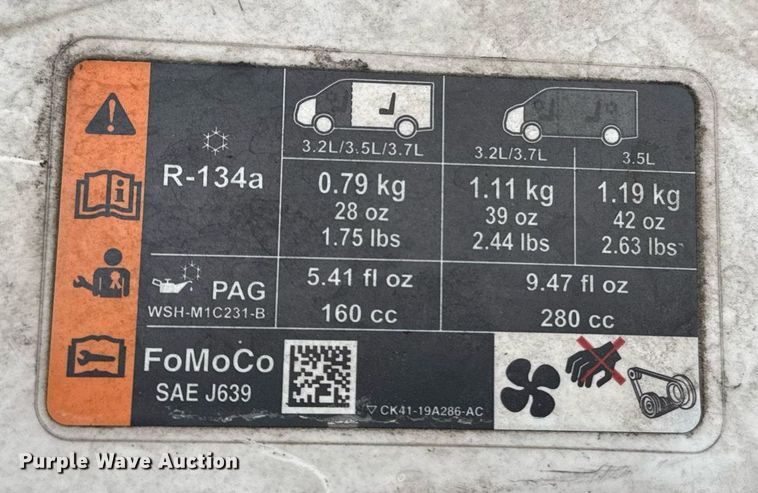 3.2L/3.5L/3.7L
3.2L/3.7L 3.5L
R-134a
0.79 kg 1.11 kg 1.19 kg
28 oz 39 oz 42 oz
1.75 lbs 2.44 lbs 2.63 lbs
PAG
WSH-M1C231-B
5.41 fl oz 9.47 fl oz
160 cc 280 cc
FoMoCo
SAE J639
CK41-19A286-AC
Purple Wave Auction